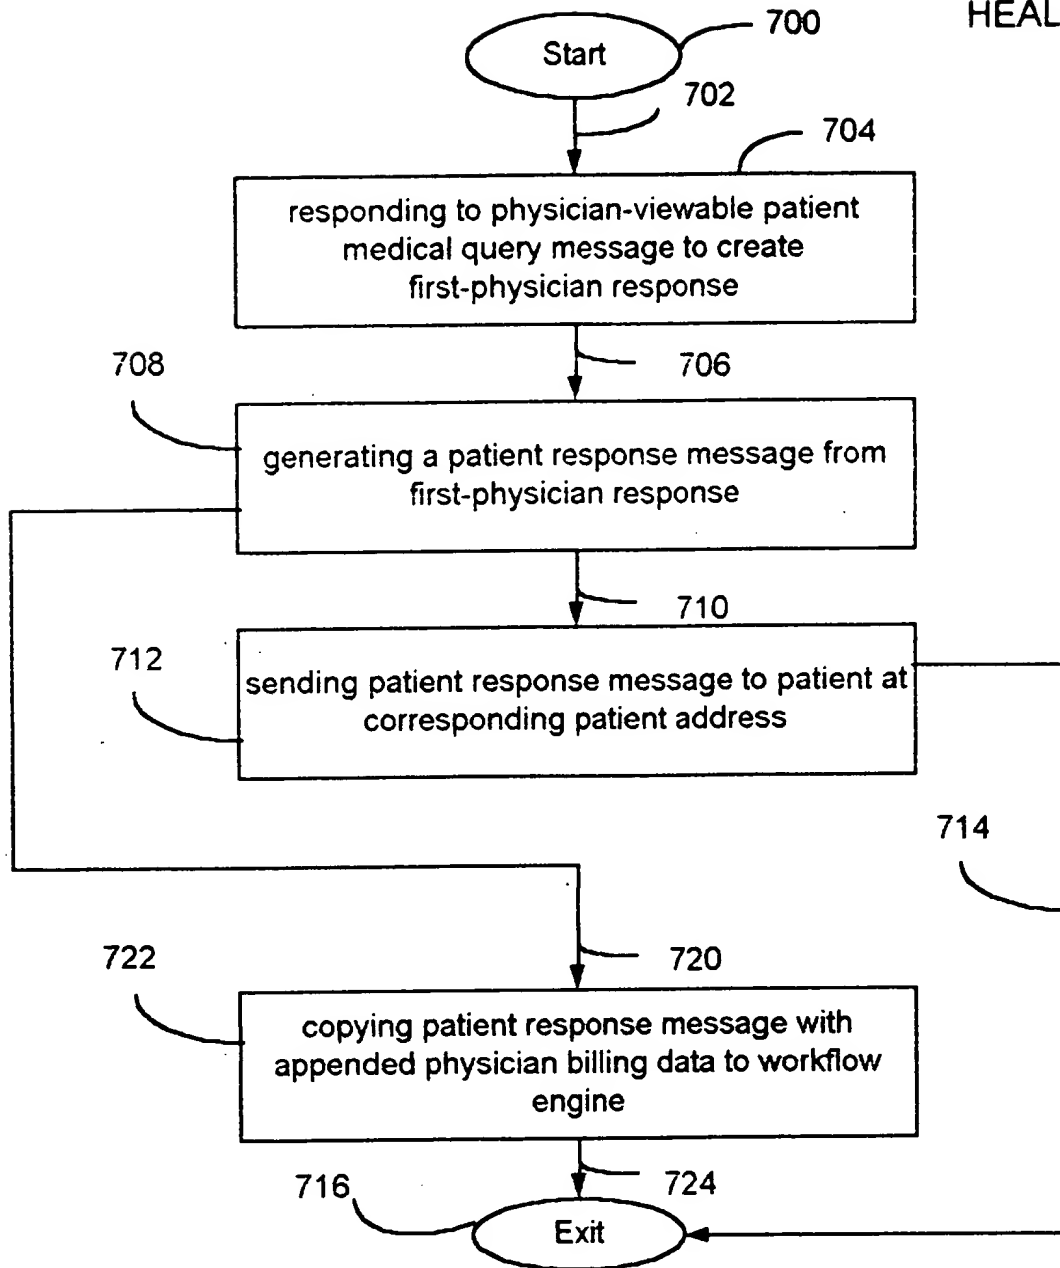 HEAL
700
Start
702
704
responding to physician-viewable patient
medical query message to create
first-physician response
706
708
generating a patient response message from
first-physician response
710
712
sending patient response message to patient at
corresponding patient address
714
720
722
copying patient response message with
appended physician billing data to workflow
engine
724
716
Exit